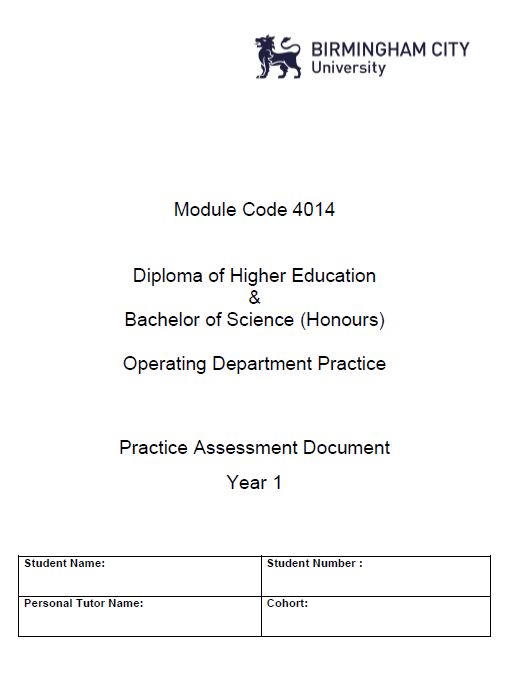 BIRMINGHAM CITY
University
Module Code 4014
Diploma of Higher Education
&
Bachelor of Science (Honours)
Operating Department Practice
Practice Assessment Document
Year 1
Student Name:
Student Number :
Personal Tutor Name:
Cohort: